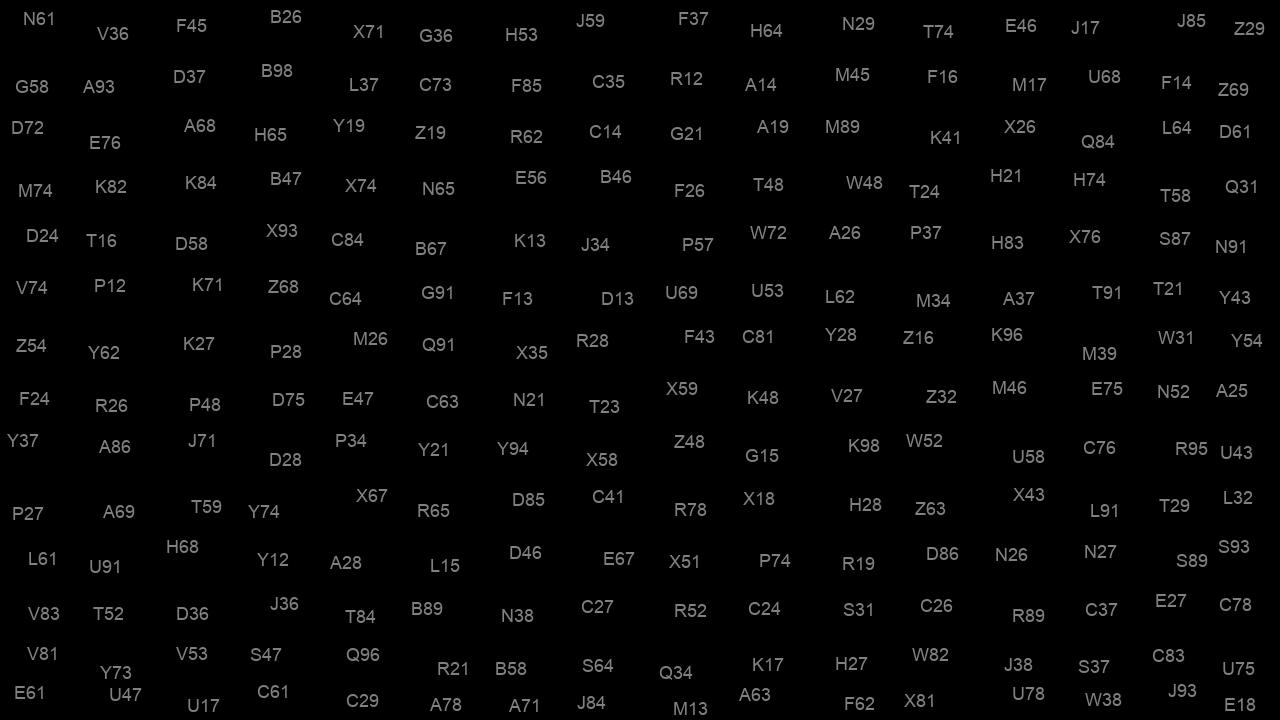 N61 V36 F45 B26 X71 G36 H53 J59 F37 H64 N29 T74 E46 J17 J85 Z29
G58 A93 D37 B98 L37 C73 F85 C35 R12 A14 M45 F16 M17 U68 F14 Z69
D72 E76 A68 H65 Y19 Z19 R62 C14 G21 A19 M89 K41 X26 Q84 L64 D61
M74 K82 K84 B47 X74 N65 E56 B46 F26 T48 W48 T24 H21 H74 T58 Q31
D24 T16 D58 X93 C84 B67 K13 J34 P57 W72 A26 P37 H83 X76 S87 N91
V74 P12 K71 Z68 C64 G91 F13 D13 U69 U53 L62 M34 A37 T91 T21 Y43
Z54 Y62 K27 P28 M26 Q91 X35 R28 F43 C81 Y28 Z16 K96 M39 W31 Y54
F24 R26 P48 D75 E47 C63 N21 T23 X59 K48 V27 Z32 M46 E75 N52 A25
Y37 A86 J71 D28 P34 Y21 Y94 X58 Z48 G15 K98 W52 U58 C76 R95 U43
P27 A69 T59 Y74 X67 R65 D85 C41 R78 X18 H28 Z63 X43 L91 T29 L32
L61 U91 H68 Y12 A28 L15 D46 E67 X51 P74 R19 D86 N26 N27 S89 S93
V83 T52 D36 J36 T84 B89 N38 C27 R52 C24 S31 C26 R89 C37 E27 C78
V81 Y73 V53 S47 Q96 R21 B58 S64 Q34 K17 H27 W82 J38 S37 C83 U75
E61 U47 U17 C61 C29 A78 A71 J84 M13 A63 F62 X81 U78 W38 J93 E18